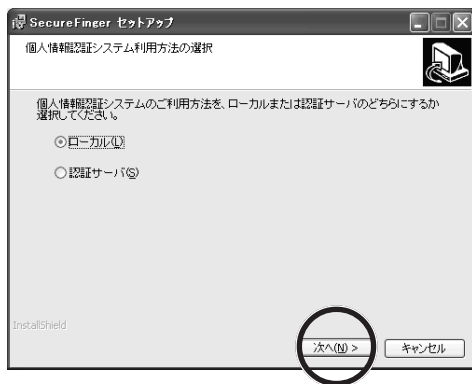 SecureFinger セットアップ
個人情報認証システム利用方法の選択
個人情報認証システムのご利用方法を、ローカルまたは認証サーバのどちらにするか
選択してください。
ローカル(L)
認証サーバ(S)
InstallShield
次へ(N) >
キャンセル